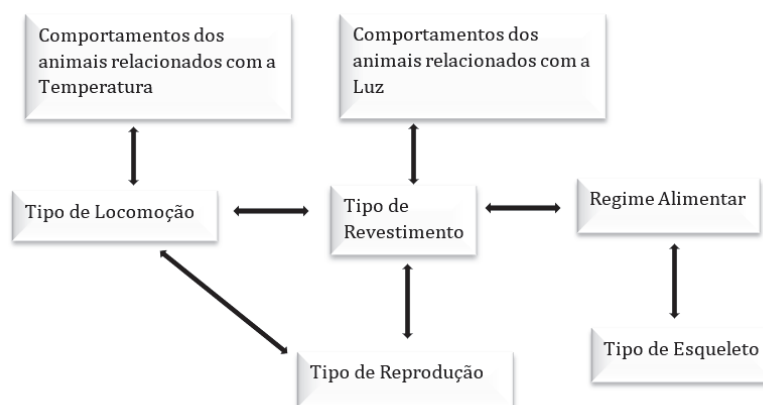 Comportamentos dos
animais relacionados com a
Temperatura
Comportamentos dos
animais relacionados com a
Luz
Tipo de Locomoção
Tipo de
Revestimento
Regime Alimentar
Tipo de Reprodução
Tipo de Esqueleto